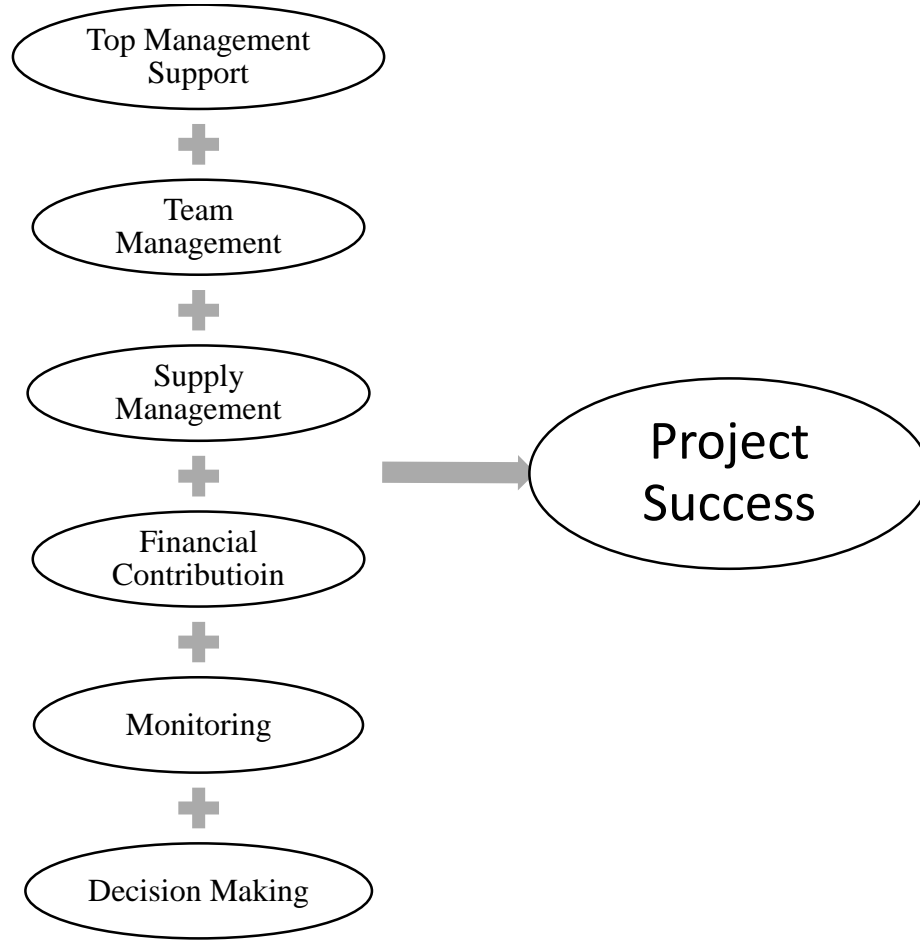 Top Management
Support
Team
Management
Supply
Management
Financial
Contributioin
Monitoring
Decision Making
Project
Success